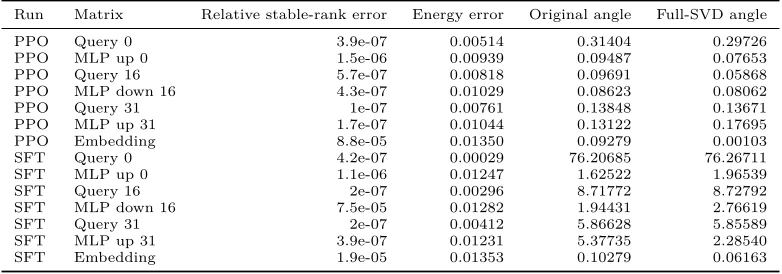 Run Matrix Relative stable-rank error Energy error Original angle Full-SVD angle
PPO Query 0 3.9e-07 0.00514 0.31404 0.29726
PPO MLP up 0 1.5e-06 0.00939 0.09487 0.07653
PPO Query 16 5.7e-07 0.00818 0.09691 0.05868
PPO MLP down 16 4.3e-07 0.01029 0.08623 0.08062
PPO Query 31 1e-07 0.00761 0.13848 0.13671
PPO MLP up 31 1.7e-07 0.01044 0.13122 0.17695
PPO Embedding 8.8e-05 0.01350 0.09279 0.00103
SFT Query 0 4.2e-07 0.00029 76.20685 76.26711
SFT MLP up 0 1.1e-06 0.01247 1.62522 1.96539
SFT Query 16 2e-07 0.00296 8.71772 8.72792
SFT MLP down 16 7.5e-05 0.01282 1.94431 2.76619
SFT Query 31 2e-07 0.00412 5.86628 5.85589
SFT MLP up 31 3.9e-07 0.01231 5.37735 2.28540
SFT Embedding 1.9e-05 0.01353 0.10279 0.06163